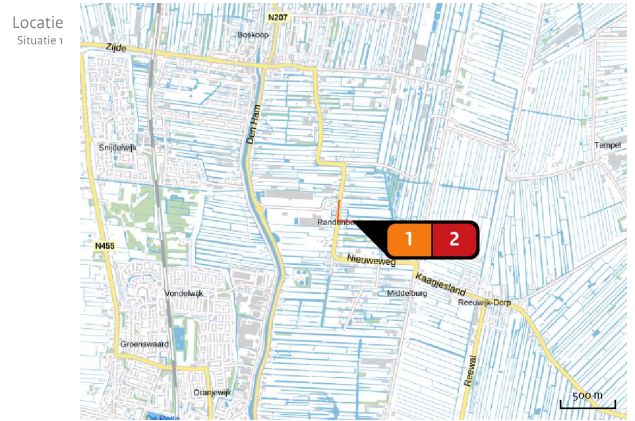 Locatie
Situatie 1
N207
Boskoop
Zijde
Den Ham
Snijdelwijk
Tempel
Randenbu
1 2
N455
Nieuweweg
Kaagjesland
Vondelwijk
Middelburg
Reeuwijk-Dorp
Groenswaard
Reewal
Oranjewijk
500 m